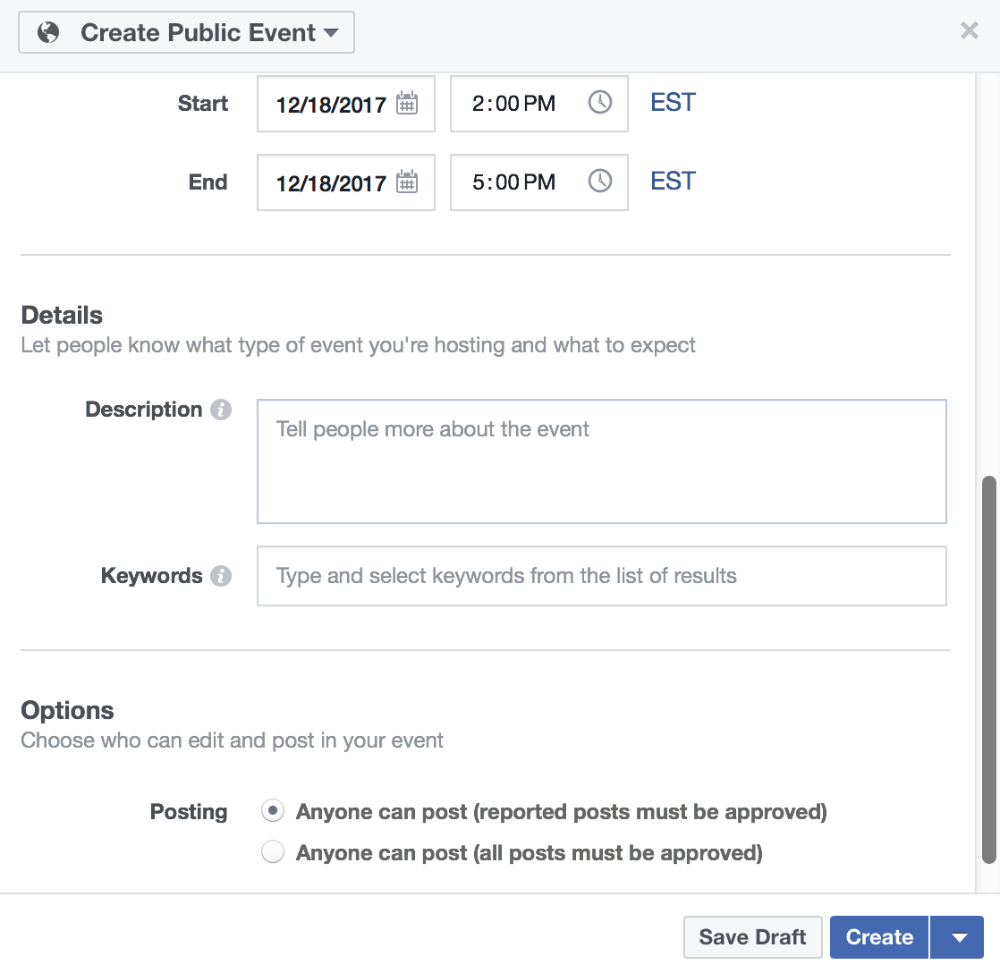 Create Public Event
Start 12/18/2017 2:00 PM EST
End 12/18/2017 5:00 PM EST
Details
Let people know what type of event you're hosting and what to expect
Description Tell people more about the event
Keywords Type and select keywords from the list of results
Options
Choose who can edit and post in your event
Posting Anyone can post (reported posts must be approved)
Anyone can post (all posts must be approved)
Save Draft Create